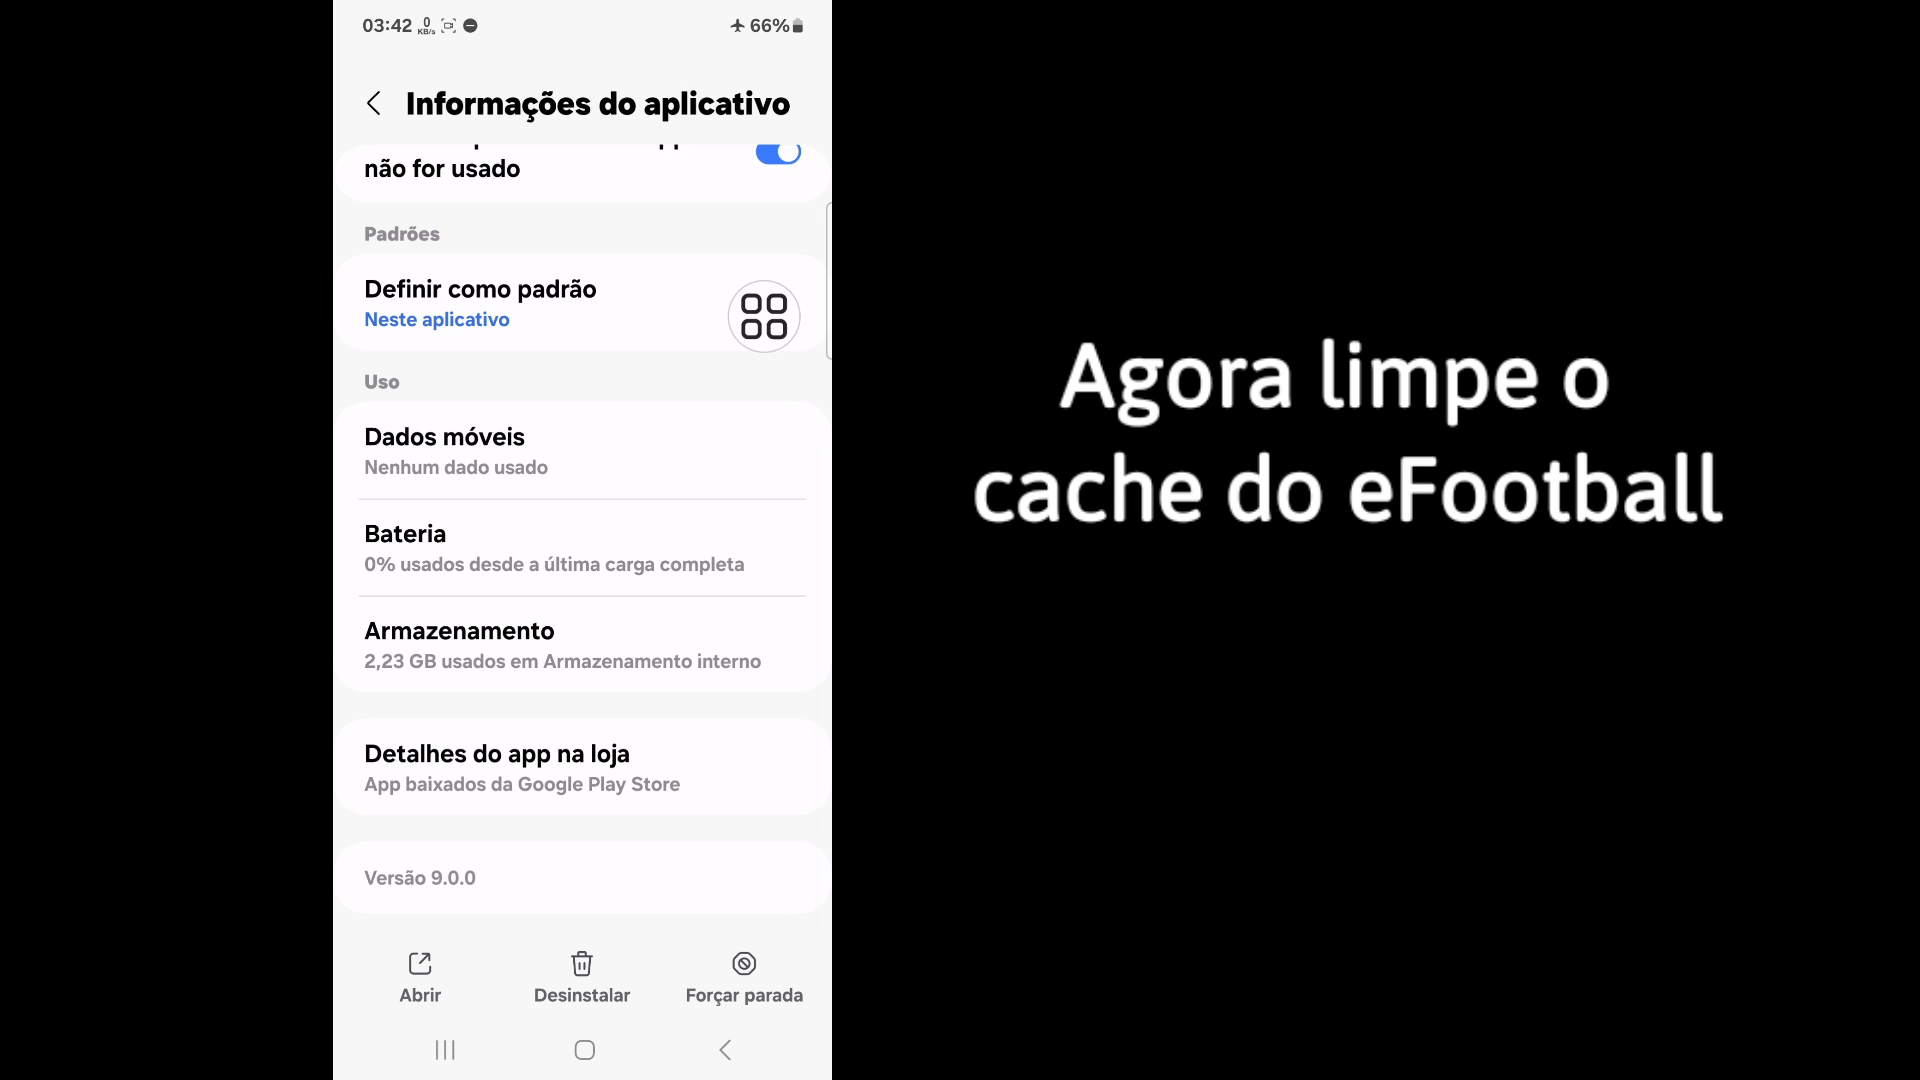 03:42
0
KB/s
66%
Informações do aplicativo
não for usado
Padrões
Definir como padrão
Neste aplicativo
Uso
Dados móveis
Nenhum dado usado
Bateria
0% usados desde a última carga completa
Armazenamento
2,23 GB usados em Armazenamento interno
Detalhes do app na loja
App baixados da Google Play Store
Versão 9.0.0
Abrir
Desinstalar
Forçar parada
Agora limpe o
cache do eFootball